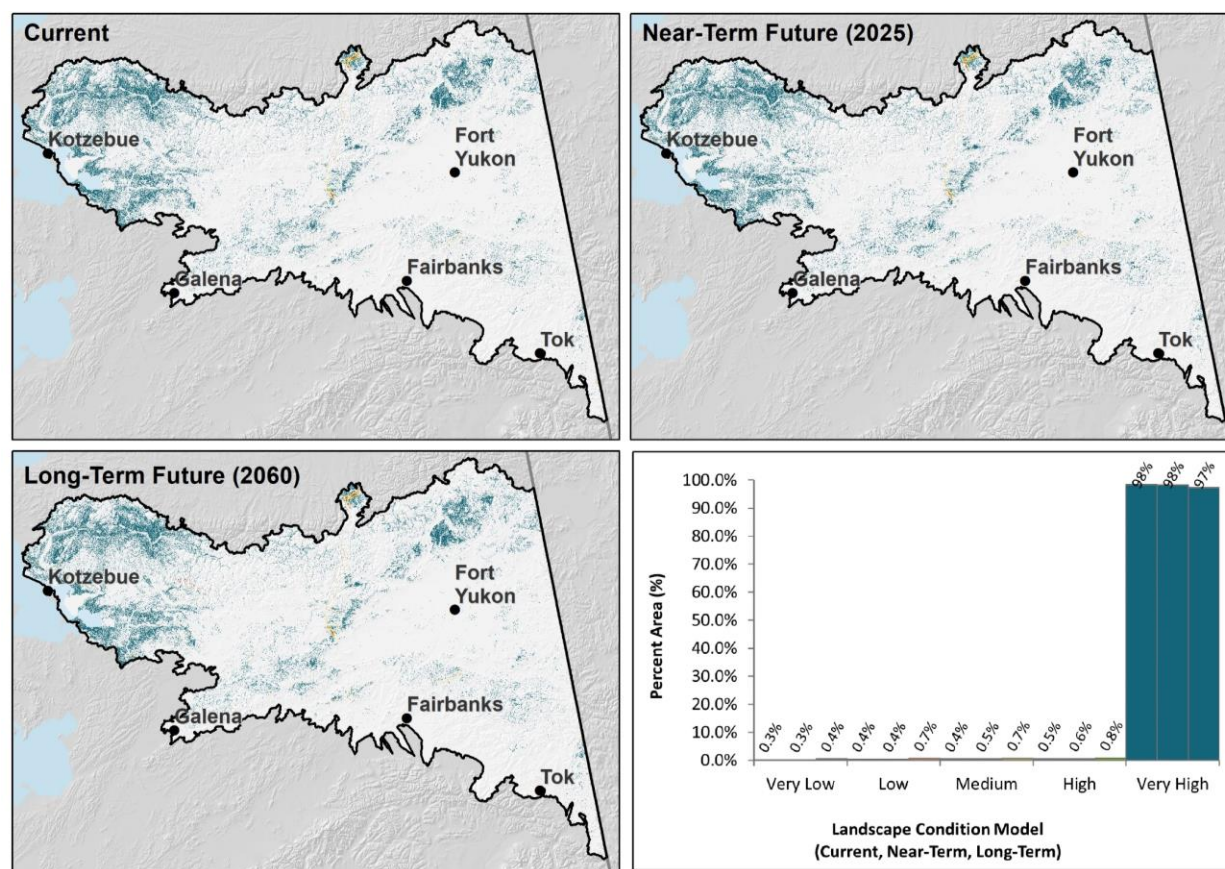 Current
Kotzebue
Fort
Yukon
Galena
Fairbanks
Tok
Near-Term Future (2025)
Kotzebue
Fort
Yukon
Galena
Fairbanks
Tok
Long-Term Future (2060)
Kotzebue
Fort
Yukon
Galena
Fairbanks
Tok
100.0%
90.0%
80.0%
70.0%
60.0%
50.0%
40.0%
30.0%
20.0%
10.0%
0.0%
Percent Area (%)
0.3%
0.3%
0.4%
0.4%
0.4%
0.7%
0.4%
0.5%
0.7%
0.5%
0.6%
0.8%
98%
98%
97%
Very Low
Low
Medium
High
Very High
Landscape Condition Model
(Current, Near-Term, Long-Term)